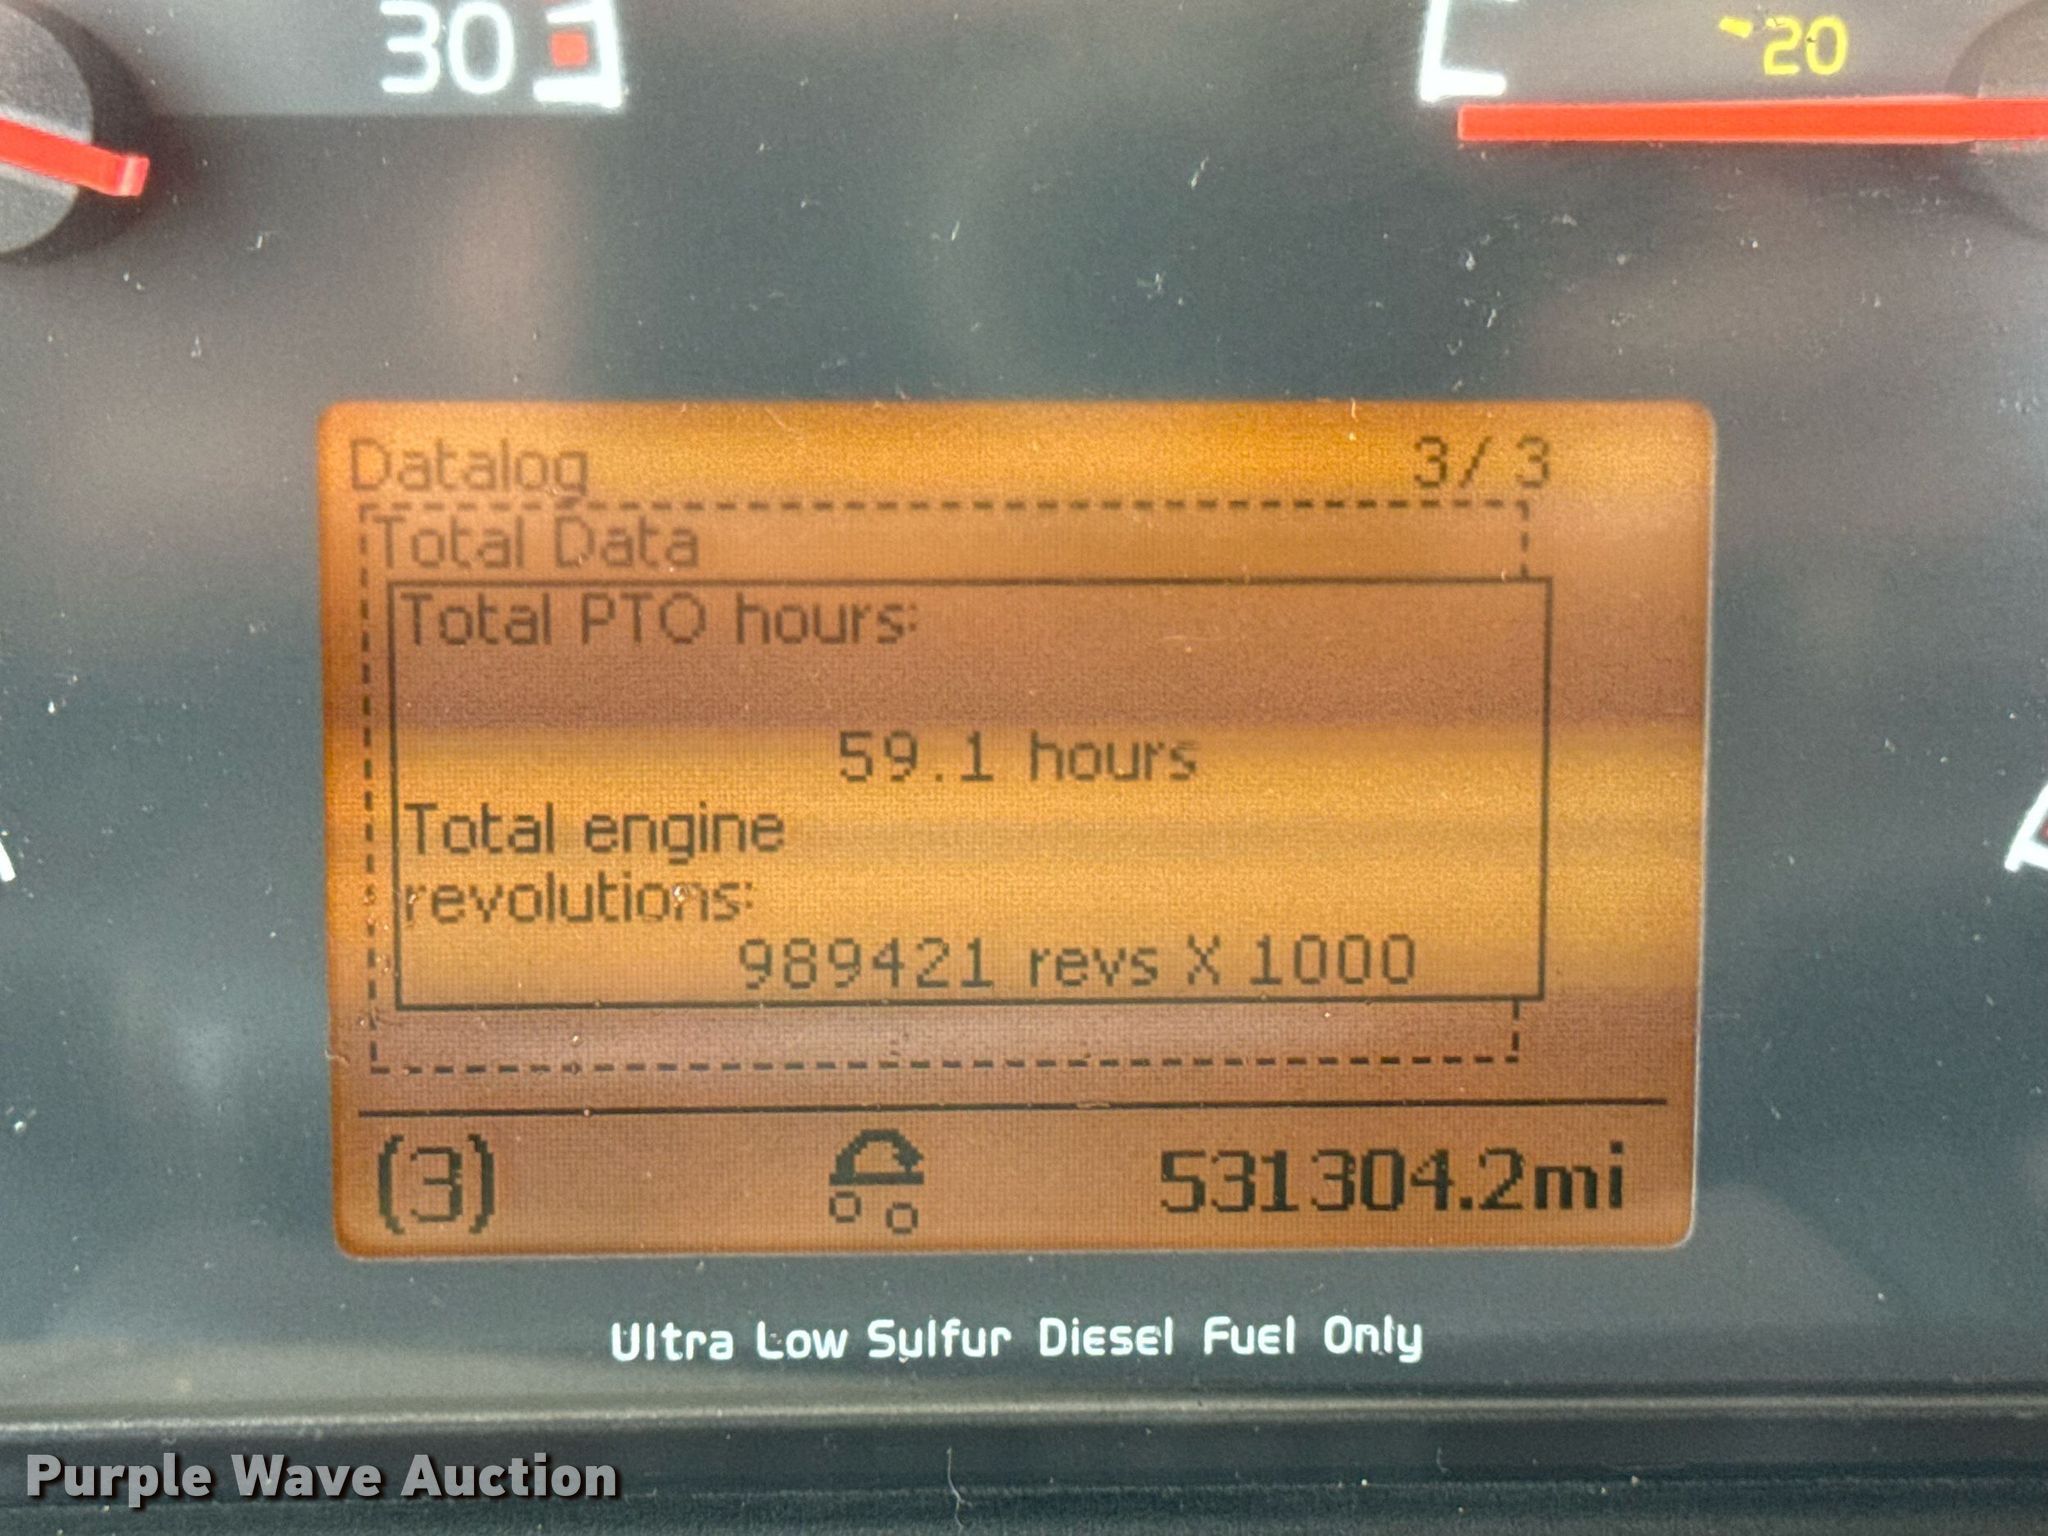 30
20
Datalog 3/3
Total Data
Total PTO hours:
59.1 hours
Total engine
revolutions:
989421 revs X 1000
(3) 531304.2mi
Ultra Low Sulfur Diesel Fuel Only
Purple Wave Auction